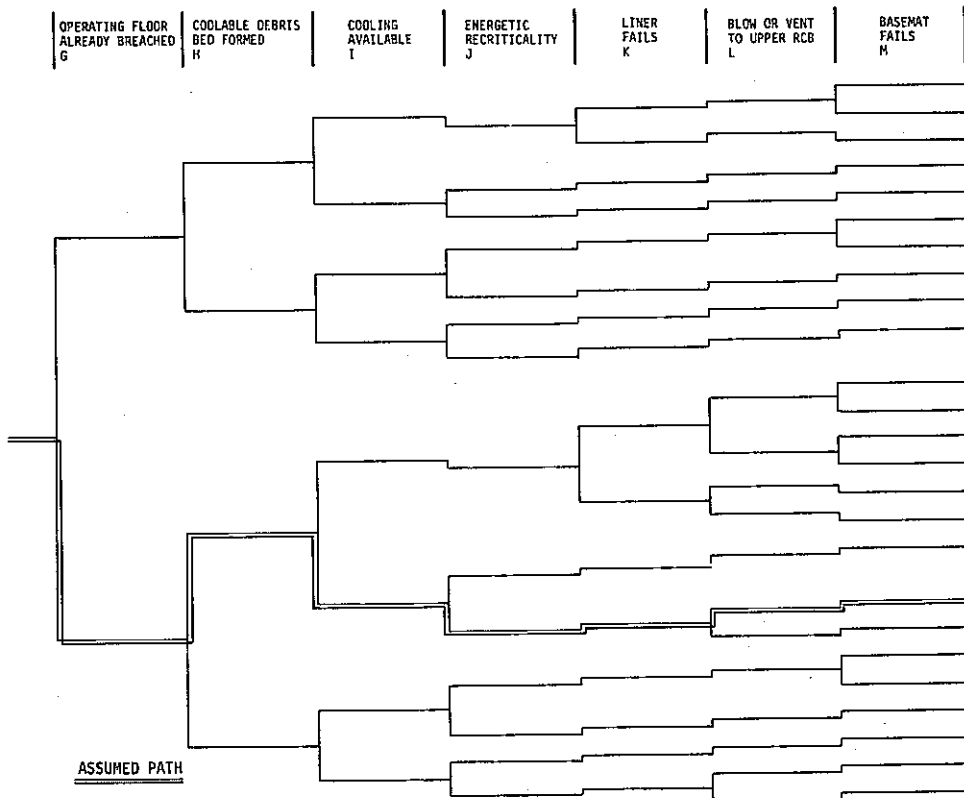 OPERATING FLOOR
ALREADY BREACHED
G
COOLABLE DEBRIS
BED FORMED
H
COOLING
AVAILABLE
I
ENERGETIC
RECRITICALITY
J
LINER
FAILS
K
BLOW OR VENT
TO UPPER RCB
L
BASEMAT
FAILS
M
ASSUMED PATH